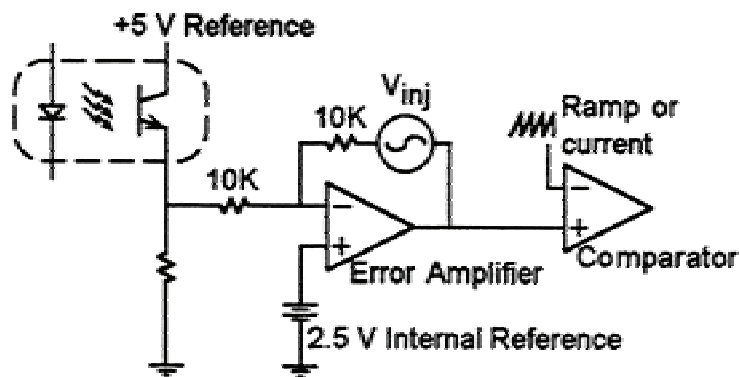 +5 V Reference
Vinj
10K
Ramp or
current
10K
Error Amplifier
Comparator
2.5 V Internal Reference